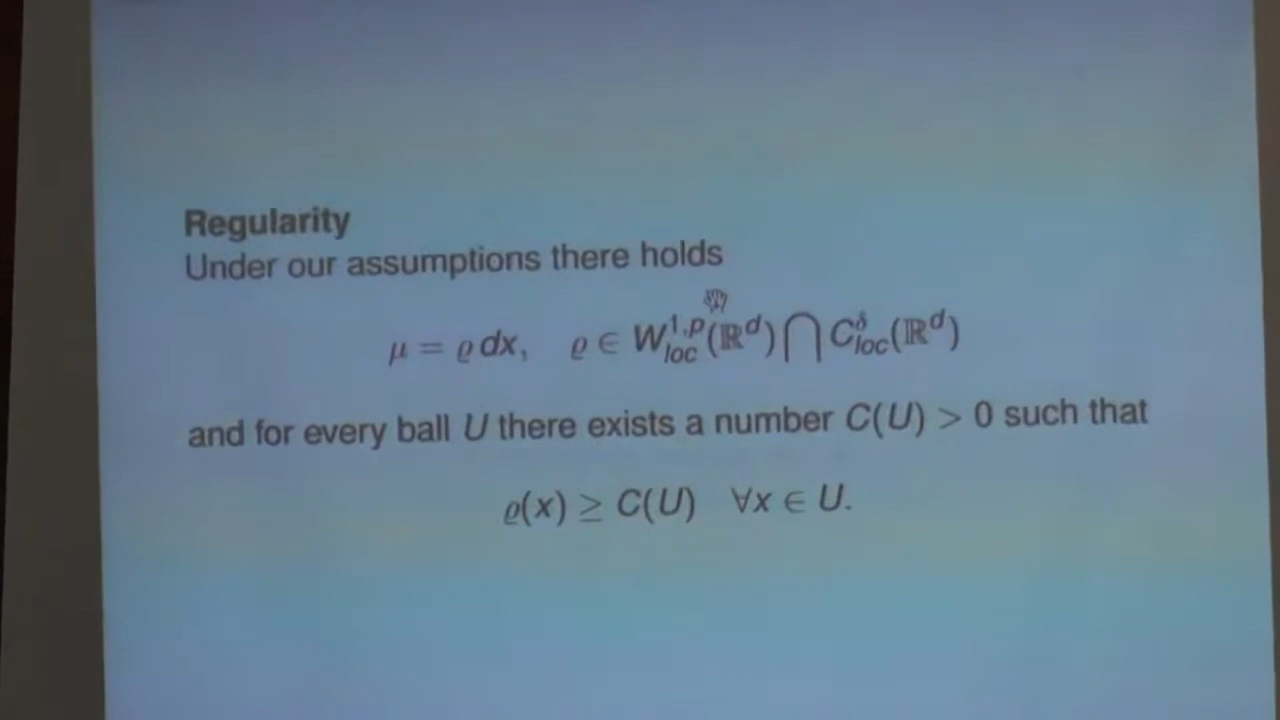 Regularity
Under our assumptions there holds
μ = ϱ dx, ϱ ∈ W^{1,p}_{loc}(ℝ^d) ⋂ C^δ_{loc}(ℝ^d)
and for every ball U there exists a number C(U) > 0 such that
ϱ(x) ≥ C(U) ∀x ∈ U.